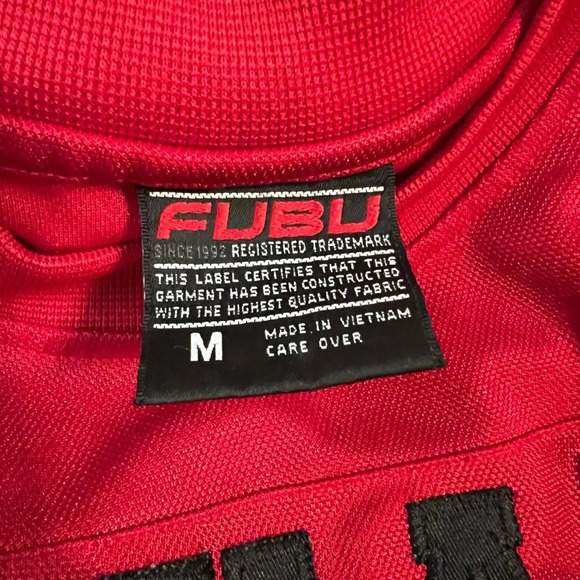 FUBU
SINCE 1992 REGISTERED TRADEMARK
THIS LABEL CERTIFIES THAT THIS
GARMENT HAS BEEN CONSTRUCTED
WITH THE HIGHEST QUALITY FABRIC
M MADE IN VIETNAM
CARE OVER